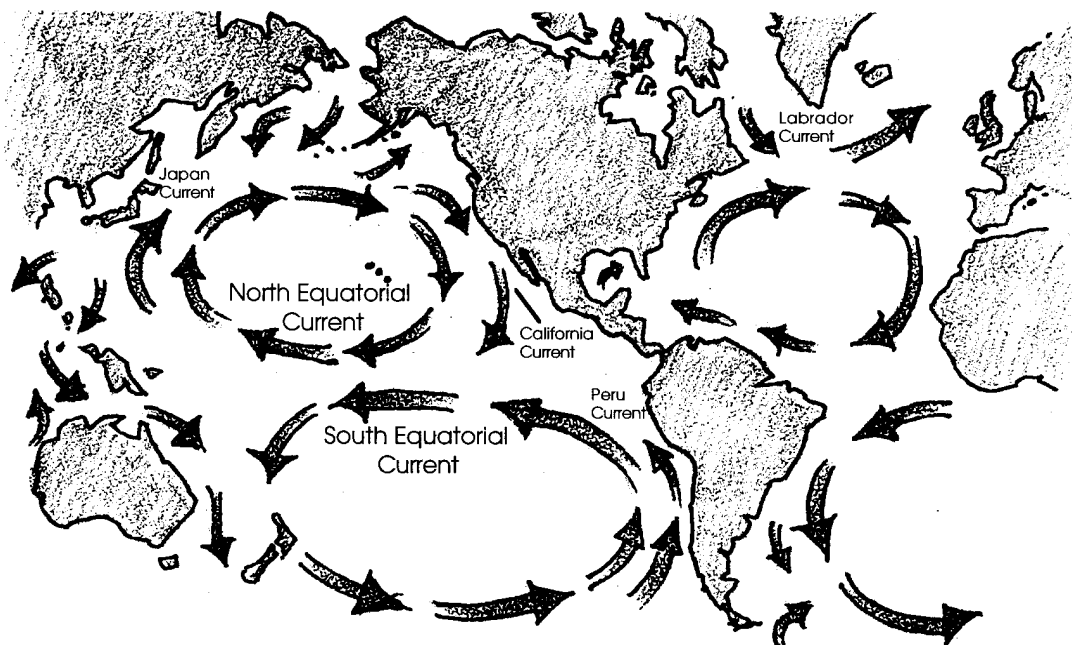 Labrador
Current
Japan
Current
North Equatorial
Current
California
Current
Peru
Current
South Equatorial
Current